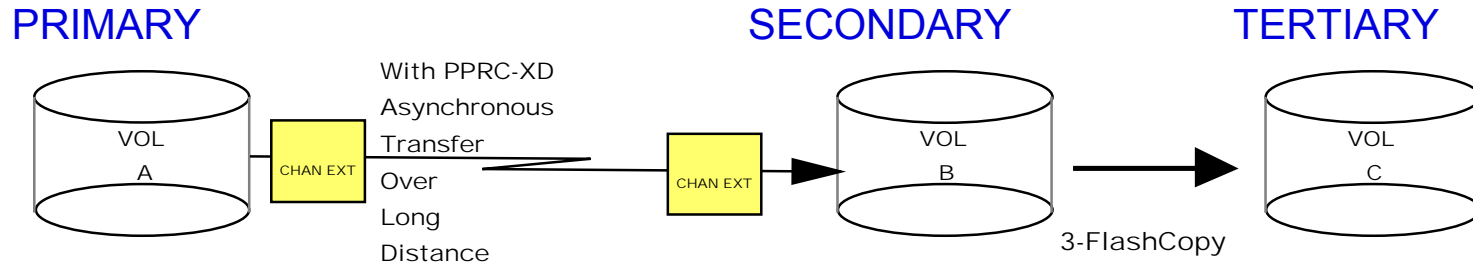 PRIMARY
SECONDARY
TERTIARY
VOL
A
CHAN EXT
With PPRC-XD
Asynchronous
Transfer
Over
Long
Distance
CHAN EXT
VOL
B
3-FlashCopy
VOL
C